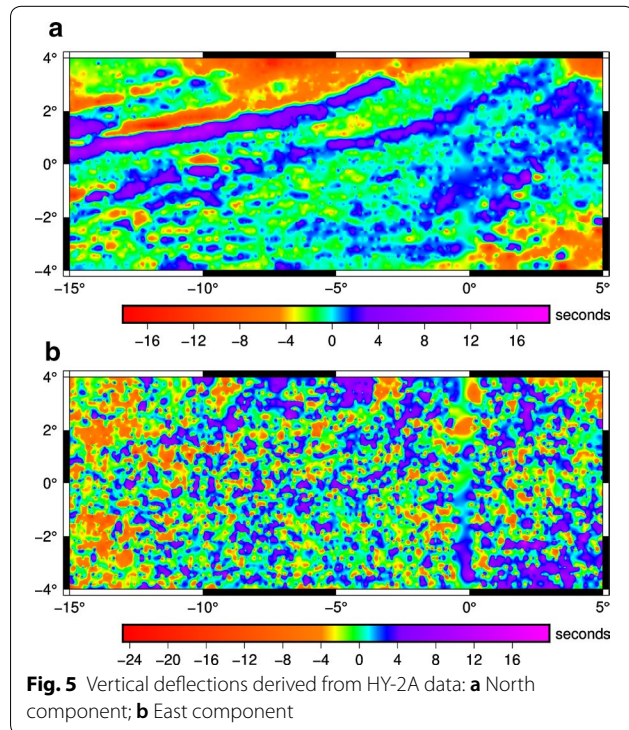 a
4°
2°
0°
−2°
−4°
−15° −10° −5° 0° 5°
seconds
−16 −12 −8 −4 0 4 8 12 16
b
4°
2°
0°
−2°
−4°
−15° −10° −5° 0° 5°
seconds
−24 −20 −16 −12 −8 −4 0 4 8 12 16
Fig. 5 Vertical deflections derived from HY-2A data: a North
component; b East component